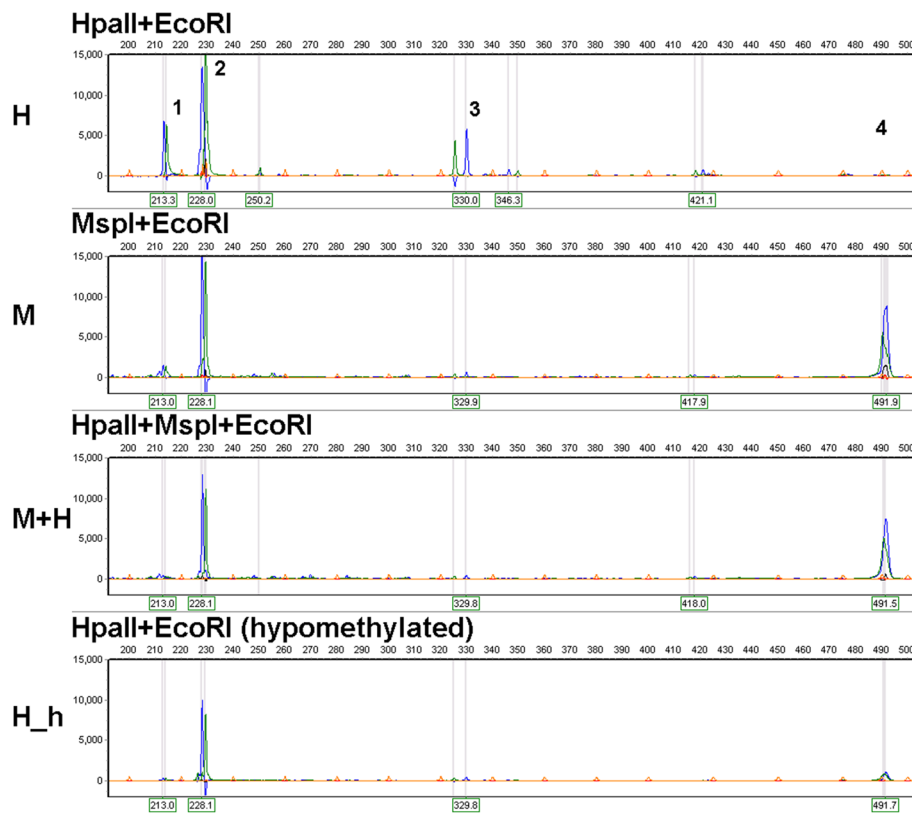 HpaII+EcoRI
200 213 220 230 240 250 260 270 280 290 300 310 320 330 340 350 360 370 380 390 400 410 420 430 440 450 460 470 480 490 500
15,000
10,000
5,000
0
H
1 2 3 4
213.3 228.0 250.2 330.0 346.3 421.1
MspI+EcoRI
200 210 220 230 240 250 260 270 280 290 300 310 320 330 340 350 360 370 380 390 400 410 420 430 440 450 460 470 480 490 500
15,000
10,000
5,000
0
M
213.0 228.1 329.9 417.9 491.9
HpaII+MspI+EcoRI
200 210 220 230 240 250 260 270 280 290 300 310 320 330 340 350 360 370 380 390 400 410 420 430 440 450 460 470 480 490 500
15,000
10,000
5,000
0
M+H
213.0 228.1 329.8 418.0 491.5
HpaII+EcoRI (hypomethylated)
200 210 220 230 240 250 260 270 280 290 300 310 320 330 340 350 360 370 380 390 400 410 420 430 440 450 460 470 480 490 500
15,000
10,000
5,000
0
H_h
213.0 228.1 329.8 491.7